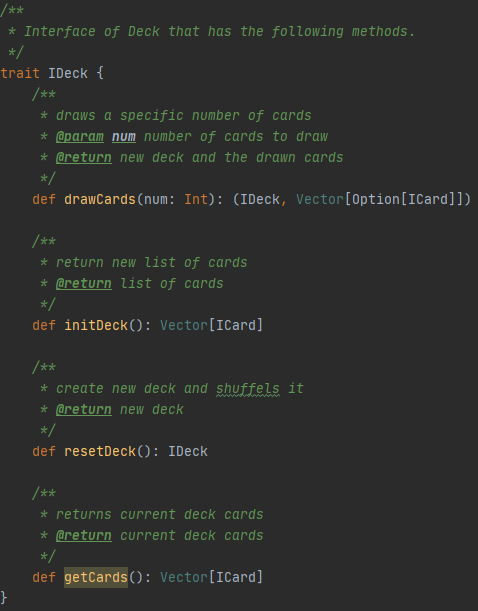 /**
 * Interface of Deck that has the following methods.
 */
trait IDeck {
    /**
     * draws a specific number of cards
     * @param num number of cards to draw
     * @return new deck and the drawn cards
     */
    def drawCards(num: Int): (IDeck, Vector[Option[ICard]])

    /**
     * return new list of cards
     * @return list of cards
     */
    def initDeck(): Vector[ICard]

    /**
     * create new deck and shuffels it
     * @return new deck
     */
    def resetDeck(): IDeck

    /**
     * returns current deck cards
     * @return current deck cards
     */
    def getCards(): Vector[ICard]
}